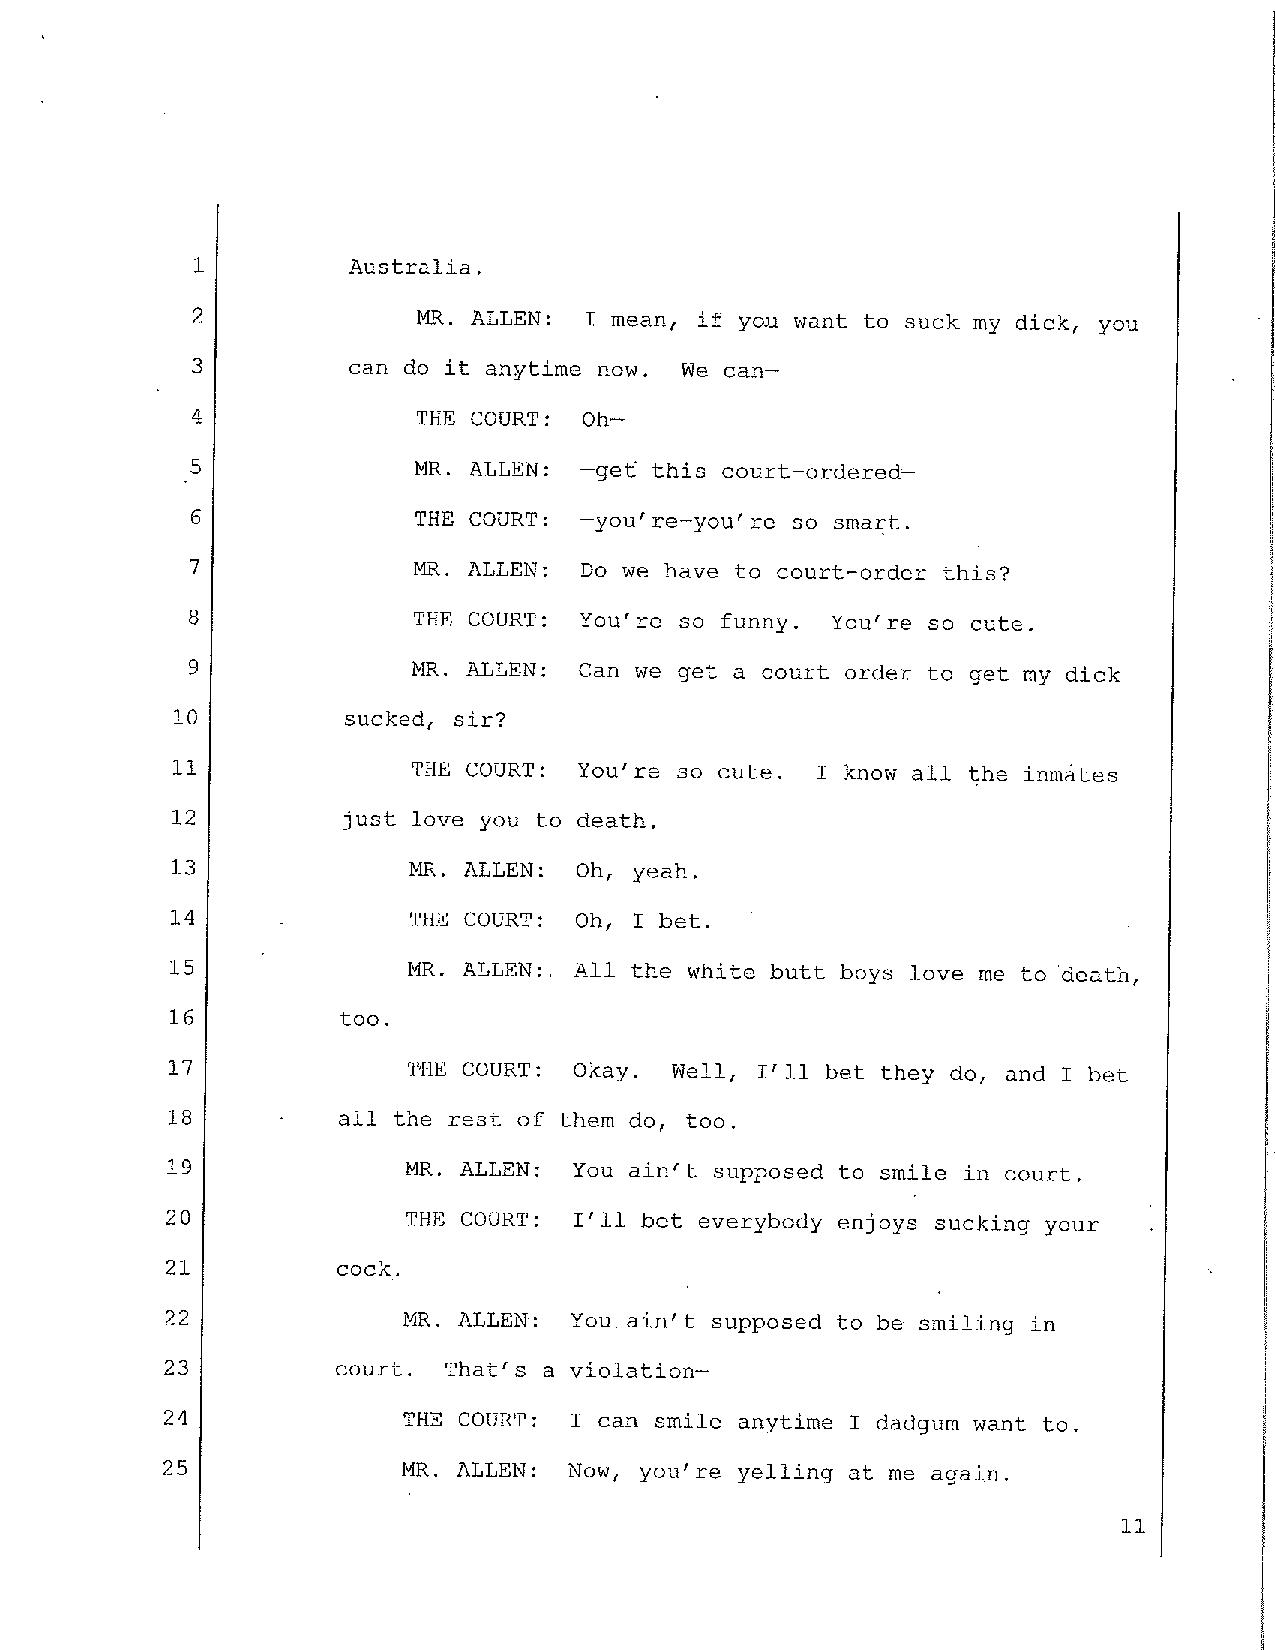 1 Australia.
2 MR. ALLEN: I mean, if you want to suck my dick, you
3 can do it anytime now. We can—
4 THE COURT: Oh—
5 MR. ALLEN: —get this court-ordered—
6 THE COURT: —you're-you're so smart.
7 MR. ALLEN: Do we have to court-order this?
8 THE COURT: You're so funny. You're so cute.
9 MR. ALLEN: Can we get a court order to get my dick
10 sucked, sir?
11 THE COURT: You're so cute. I know all the inmates
12 just love you to death.
13 MR. ALLEN: Oh, yeah.
14 THE COURT: Oh, I bet.
15 MR. ALLEN: All the white butt boys love me to death,
16 too.
17 THE COURT: Okay. Well, I'll bet they do, and I bet
18 all the rest of them do, too.
19 MR. ALLEN: You ain't supposed to smile in court.
20 THE COURT: I'll bet everybody enjoys sucking your
21 cock.
22 MR. ALLEN: You ain't supposed to be smiling in
23 court. That's a violation—
24 THE COURT: I can smile anytime I dadgum want to.
25 MR. ALLEN: Now, you're yelling at me again.
11